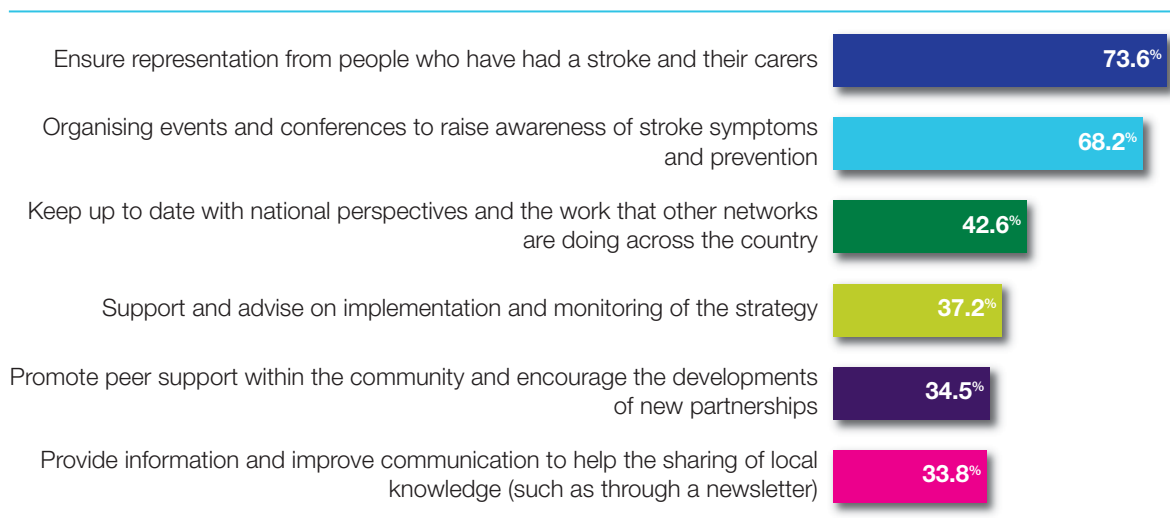 Ensure representation from people who have had a stroke and their carers
73.6%
Organising events and conferences to raise awareness of stroke symptoms
and prevention
68.2%
Keep up to date with national perspectives and the work that other networks
are doing across the country
42.6%
Support and advise on implementation and monitoring of the strategy
37.2%
Promote peer support within the community and encourage the developments
of new partnerships
34.5%
Provide information and improve communication to help the sharing of local
knowledge (such as through a newsletter)
33.8%